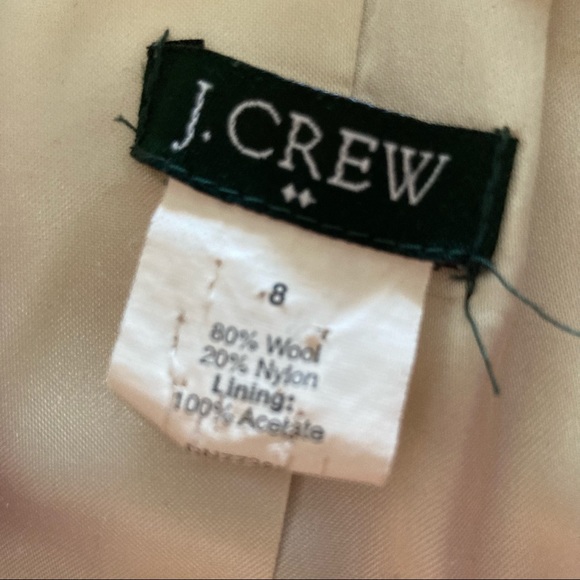 J. CREW
8
80% Wool
20% Nylon
Lining:
100% Acetate